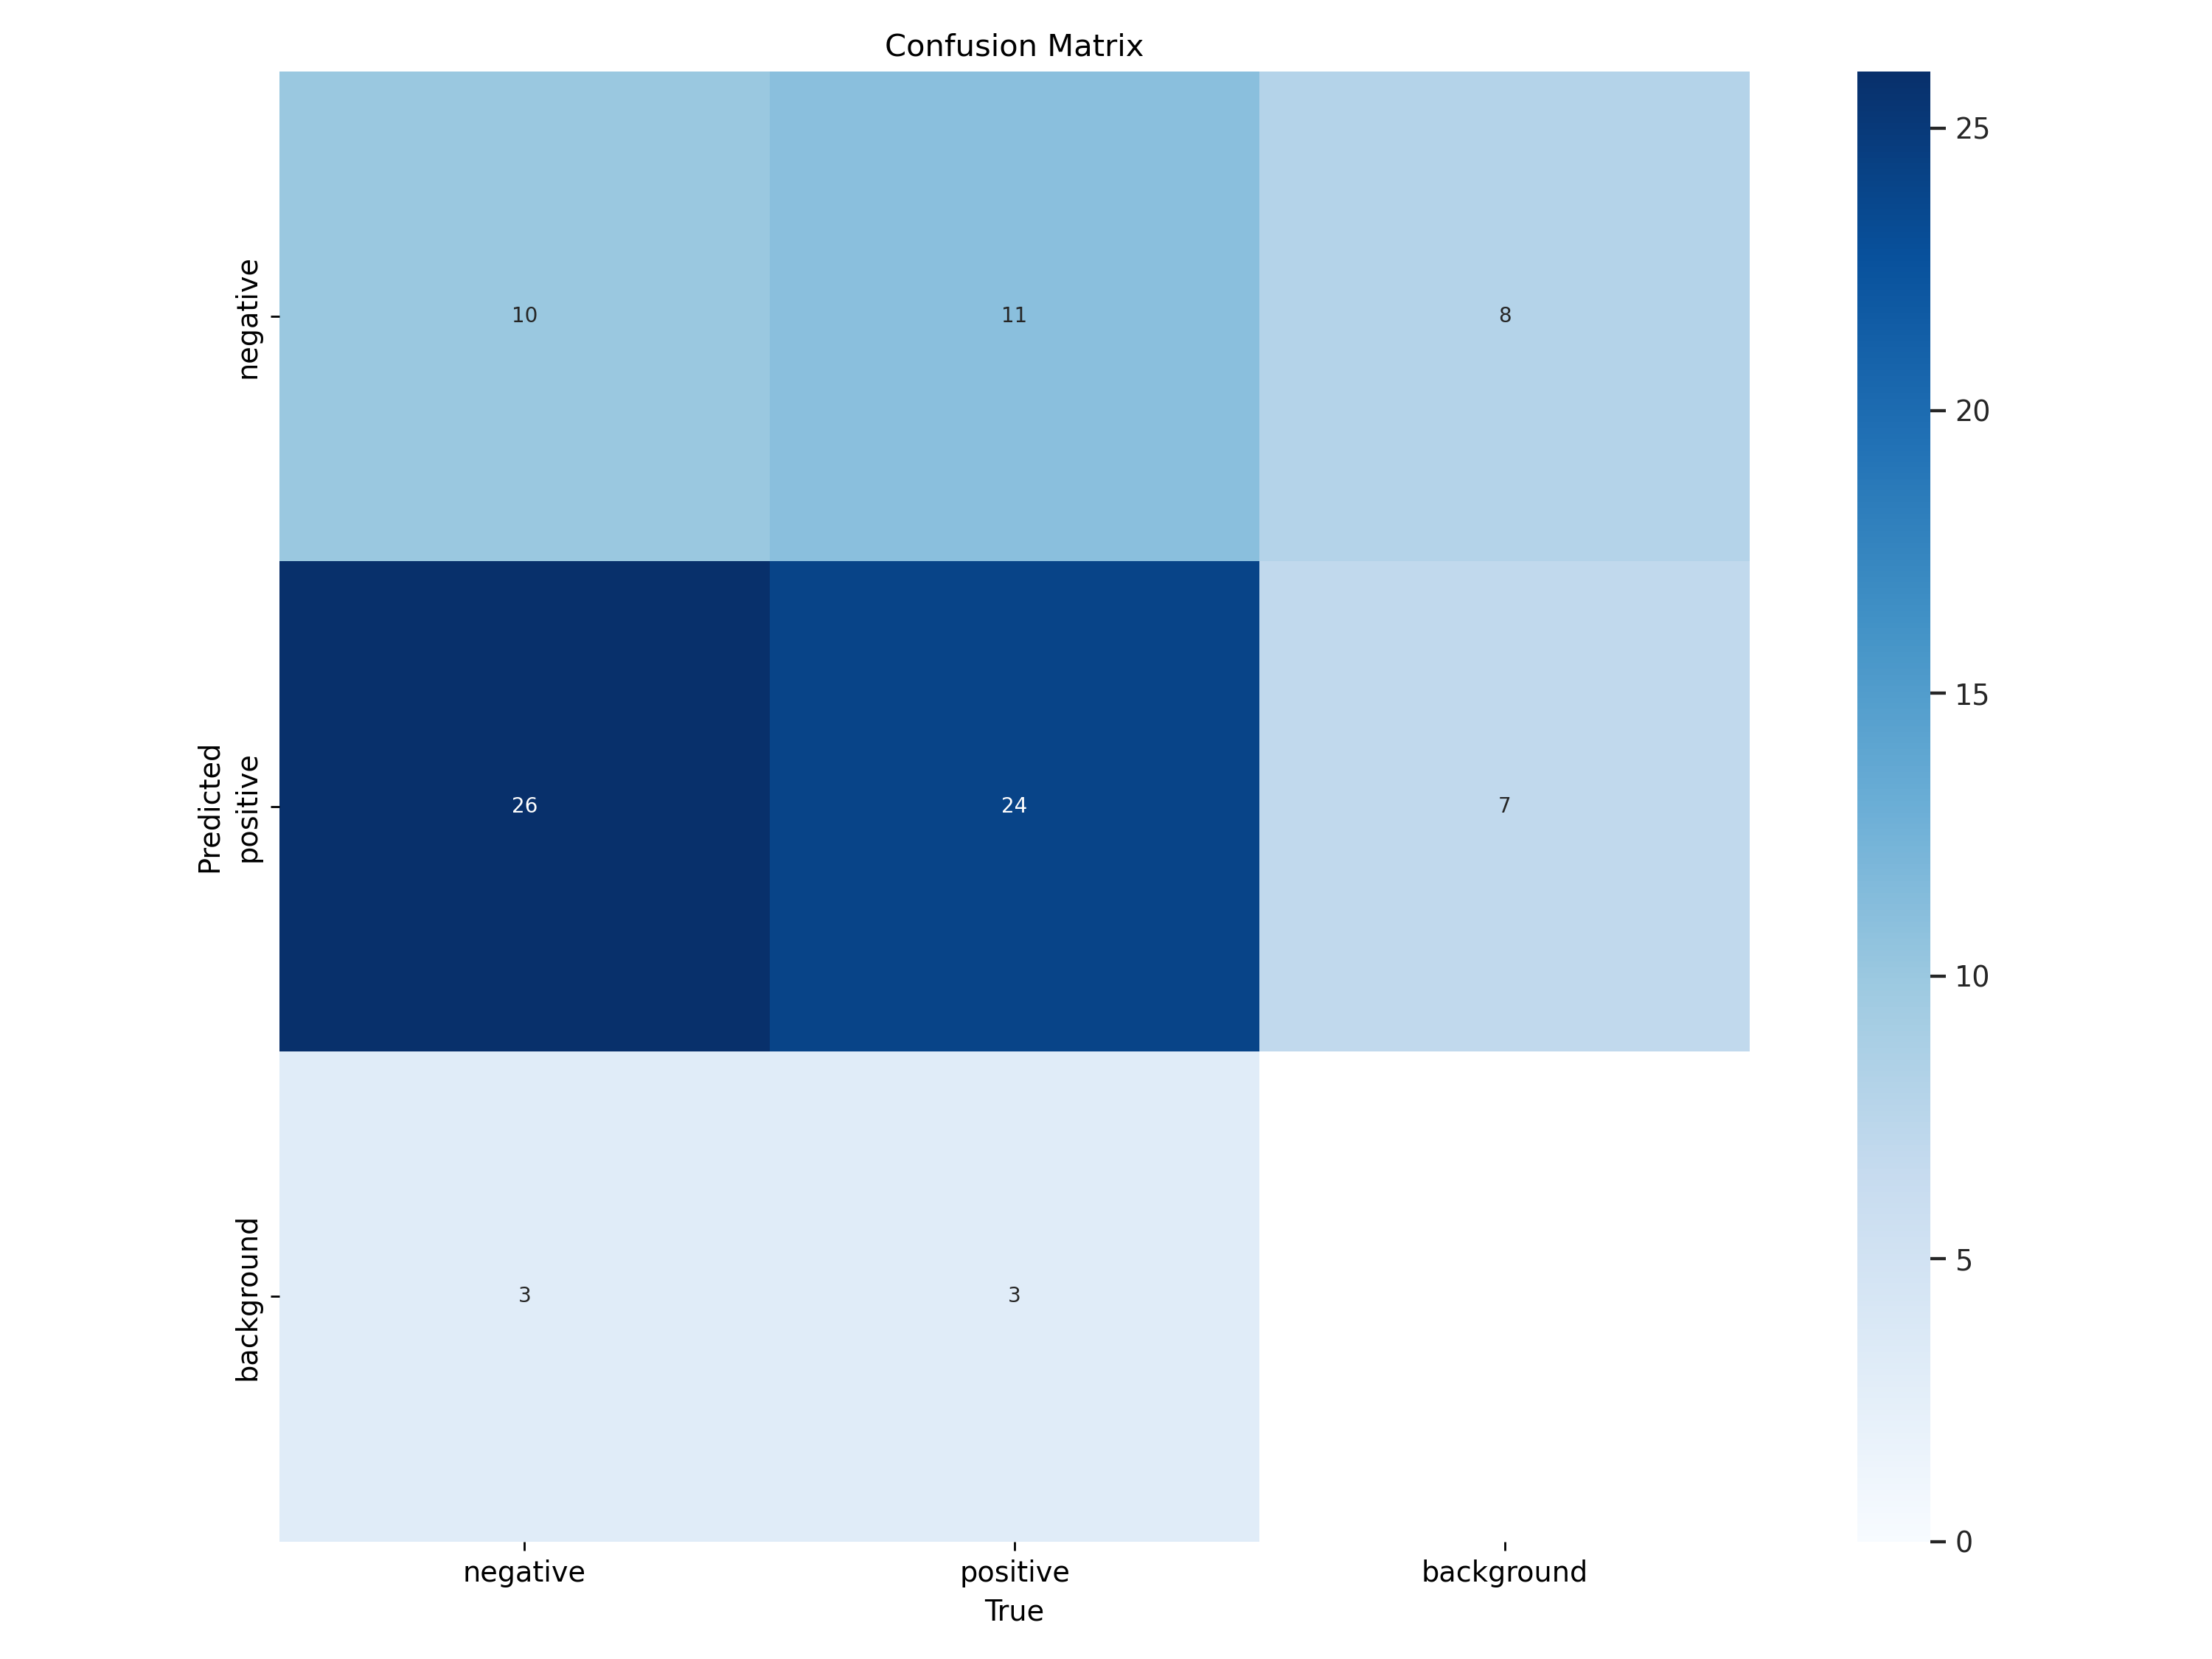 Confusion Matrix
negative
10
11
8
Predicted
positive
26
24
7
background
3
3
negative
positive
background
True
25
20
15
10
5
0